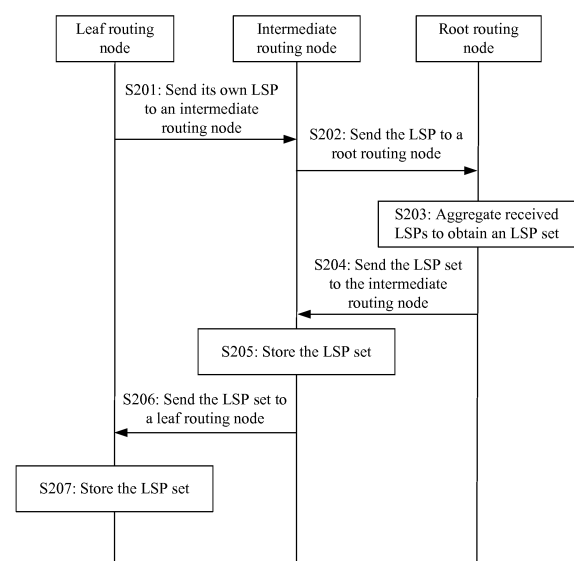 Leaf routing
node
Intermediate
routing node
Root routing
node
S201: Send its own LSP
to an intermediate
routing node
S202: Send the LSP to a
root routing node
S203: Aggregate received
LSPs to obtain an LSP set
S204: Send the LSP set
to the intermediate
routing node
S205: Store the LSP set
S206: Send the LSP set to
a leaf routing node
S207: Store the LSP set